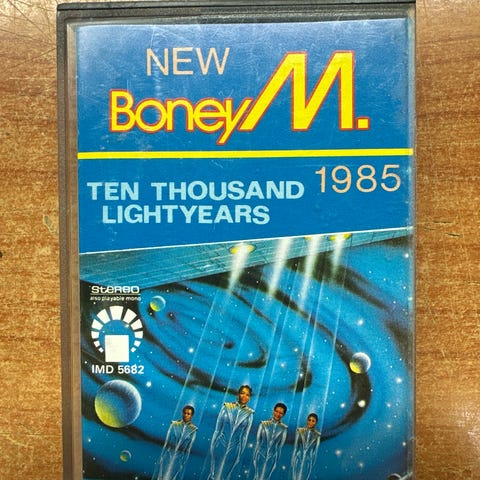 NEW
Boney M.
TEN THOUSAND 1985
LIGHTYEARS
STEREO
also playable mono
IMD 5682